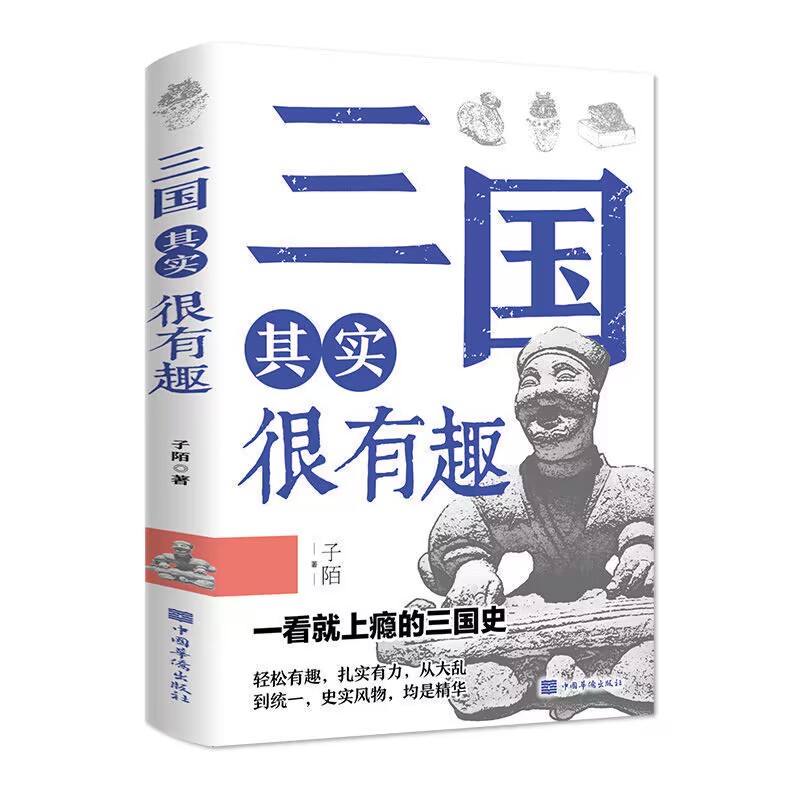 三国
其实
很有趣
子陌◎著
中国华侨出版社
三国
其实
很有趣
子陌
著
一看就上瘾的三国史
轻松有趣，扎实有力，从大乱
到统一，史实风物，均是精华
中国华侨出版社